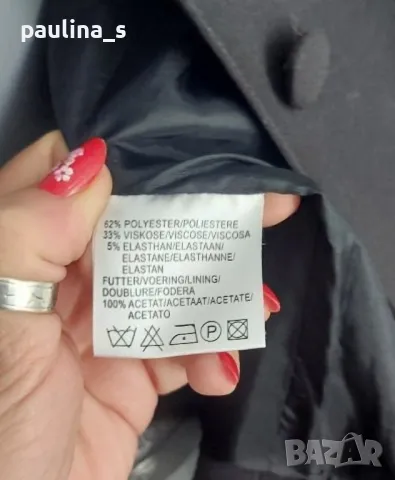 paulina_s
62% POLYESTER/POLIESTERE
33% VISKOSE/VISCOSE/VISCOSA
5% ELASTHAN/ELASTAAN/
ELASTANE/ELASTHANNE/
ELASTAN
FUTTER/VOERING/LINING/
DOUBLURE/FODERA
100% ACETAT/ACETAAT/ACETATE/
ACETATO
P
BAZAR